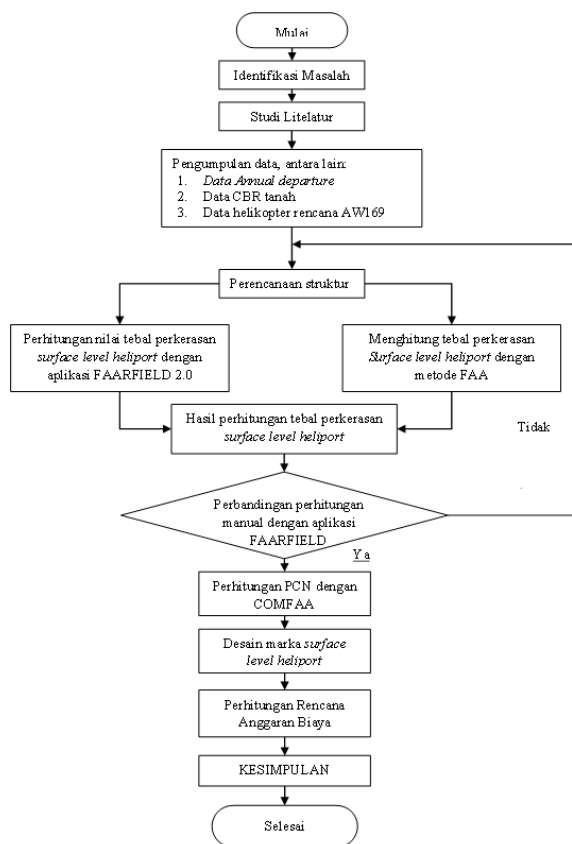 Mulai
Identifikasi Masalah
Studi Litelatur
Pengumpulan data, antara lain:
1. Data Annual departure
2. Data CBR tanah
3. Data helikopter rencana AW169
Perencanaan struktur
Perhitungan nilai tebal perkerasan
surface level heliport dengan
aplikasi FAARFIELD 2.0
Menghitung tebal perkerasan
Surface level heliport dengan
metode FAA
Hasil perhitungan tebal perkerasan
surface level heliport
Tidak
Perbandingan perhitungan
manual dengan aplikasi
FAARFIELD
Ya
Perhitungan PCN dengan
COMFAA
Desain marka surface
level heliport
Perhitungan Rencana
Anggaran Biaya
KESIMPULAN
Selesai